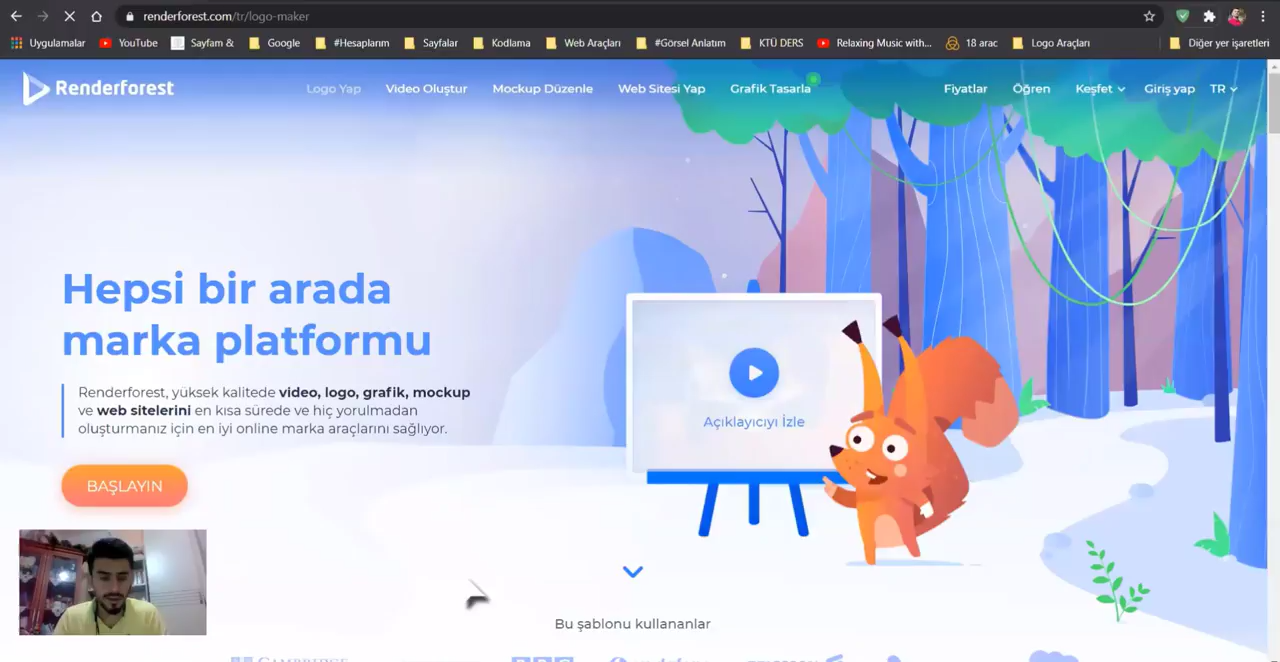 renderforest.com/tr/logo-maker
Uygulamalar YouTube Sayfam & Google #Hesaplarım Sayfalar Kodlama Web Araçları #Görsel Anlatım KTÜ DERS Relaxing Music with... 18 arac Logo Araçları Diğer yer işaretleri
Renderforest Logo Yap Video Oluştur Mockup Düzenle Web Sitesi Yap Grafik Tasarla Fiyatlar Öğren Keşfet Giriş yap TR
Hepsi bir arada
marka platformu
Renderforest, yüksek kalitede video, logo, grafik, mockup
ve web sitelerini en kısa sürede ve hiç yorulmadan
oluşturmanız için en iyi online marka araçlarını sağlıyor.
BAŞLAYIN
Açıklayıcıyı İzle
Bu şablonu kullananlar
CAMBRIDGE